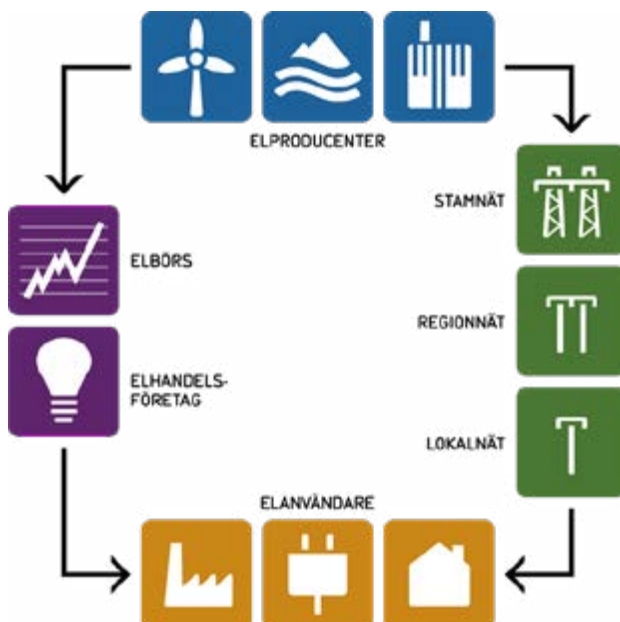 ELPRODUCENTER
STAMNÄT
ELBÖRS
REGIONNÄT
ELHANDELS-
FÖRETAG
LOKALNÄT
ELANVÄNDARE